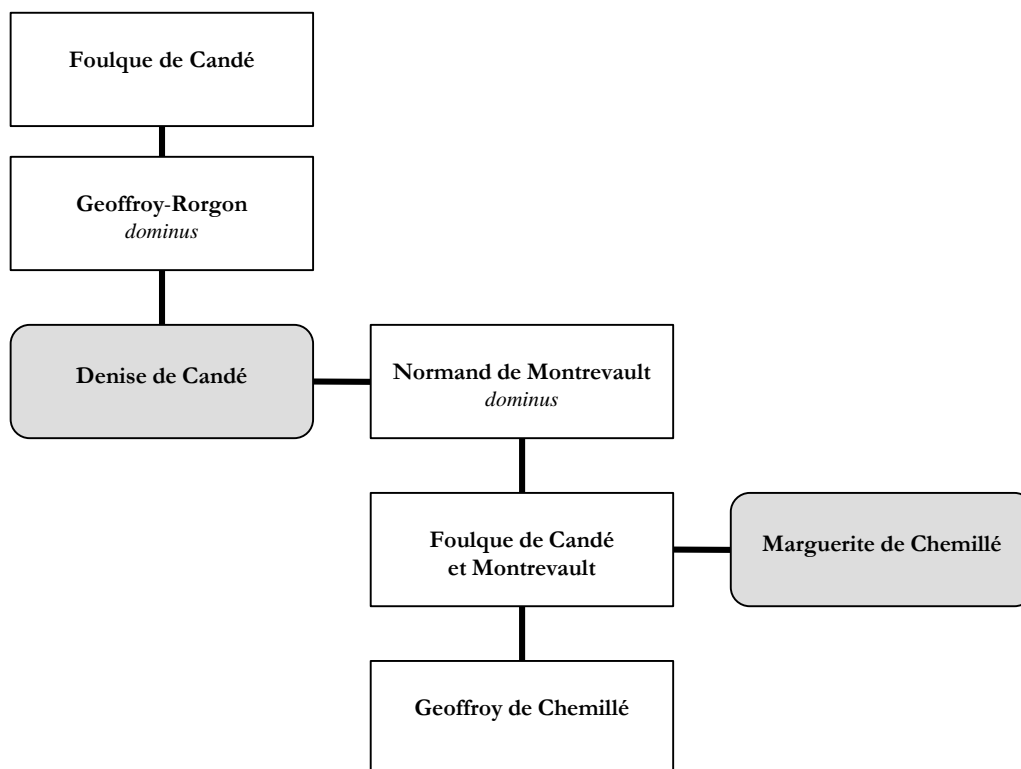 Foulque de Candé
Geoffroy-Rorgon
dominus
Denise de Candé
Normand de Montrevault
dominus
Foulque de Candé
et Montrevault
Marguerite de Chemillé
Geoffroy de Chemillé